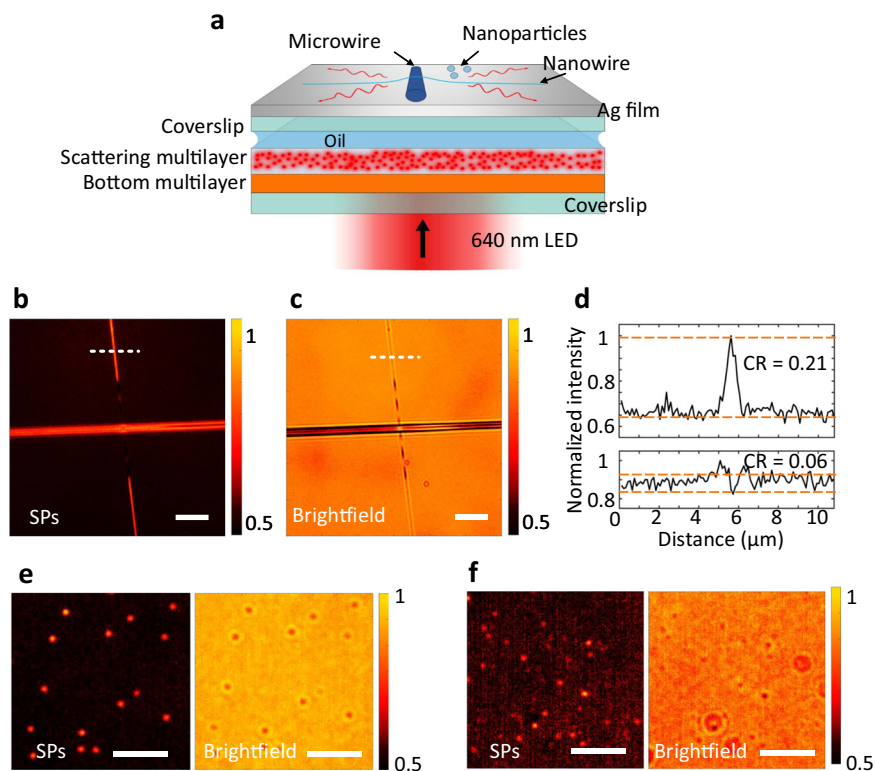 a
Microwire
Nanoparticles
Nanowire
Ag film
Coverslip
Oil
Scattering multilayer
Bottom multilayer
Coverslip
640 nm LED
b
SPs
1
0.5
c
Brightfield
1
0.5
d
Normalized intensity
1
0.8
0.6
CR = 0.21
1
0.8
CR = 0.06
0 2 4 6 8 10
Distance (μm)
e
SPs
Brightfield
1
0.5
f
SPs
Brightfield
1
0.5